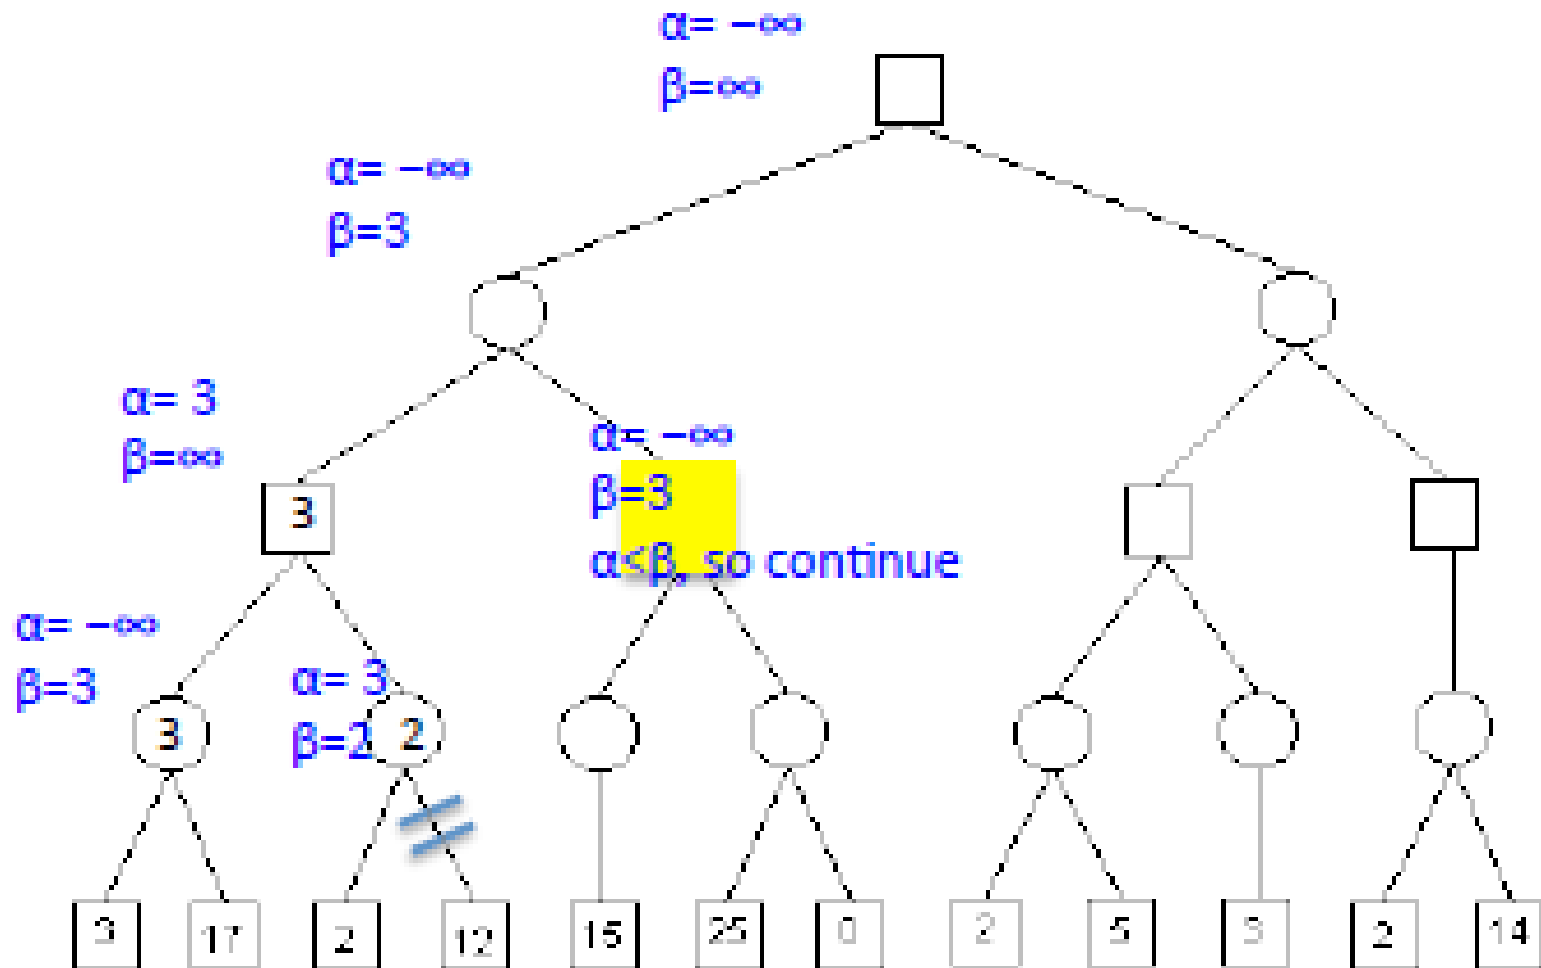 α= −∞
β=∞
α= −∞
β=3
α= 3
β=∞
α= −∞
β=3
α<β, so continue
3
α= −∞
β=3
α= 3
β=2
3
2
3 17 2 12 15 25 0 2 5 3 2 14